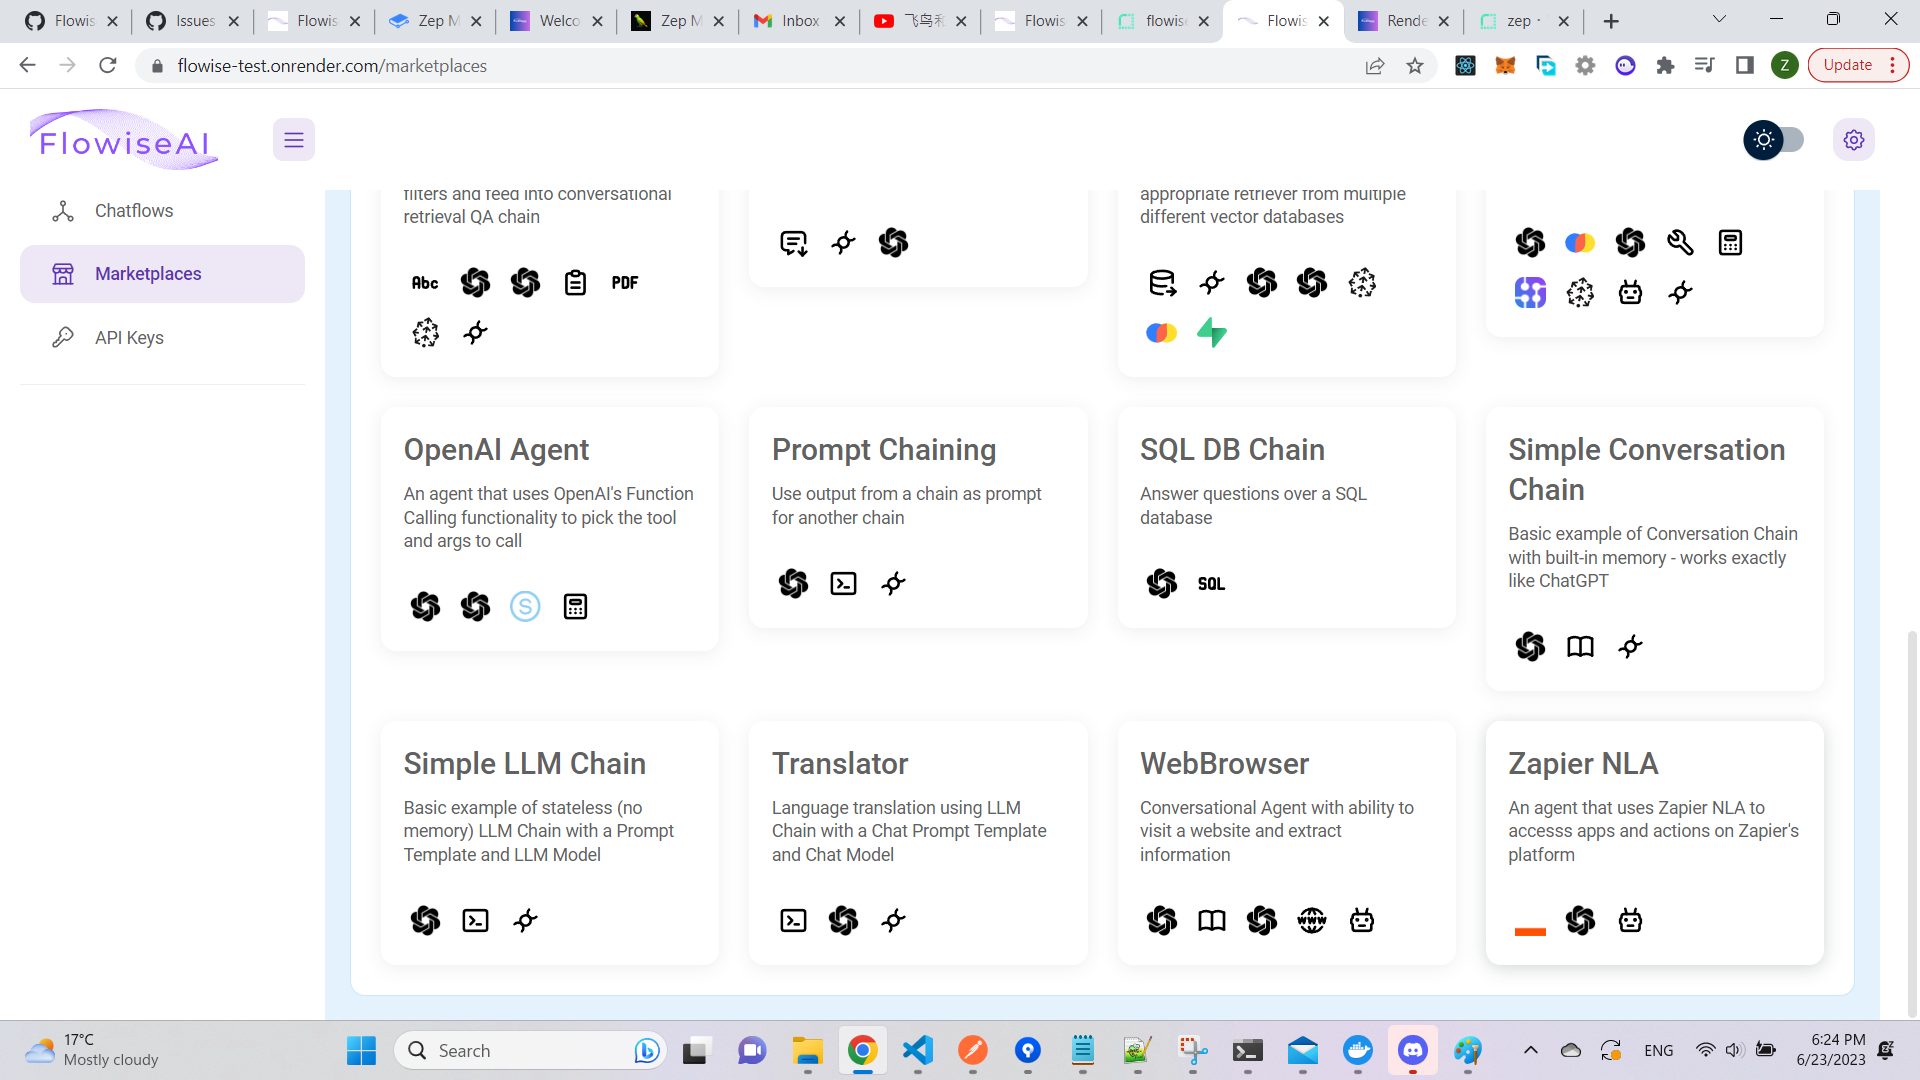 Flowis
Issues
Flowis
Zep M
Welco
Zep M
Inbox
飞鸟和
Flowis
flowise
Flowis
Rende
zep ·
flowise-test.onrender.com/marketplaces
Z
Update
FlowiseAI
Chatflows
Marketplaces
API Keys
filters and feed into conversational
retrieval QA chain
Abc
PDF
appropriate retriever from multiple
different vector databases
OpenAI Agent
An agent that uses OpenAI's Function
Calling functionality to pick the tool
and args to call
S
Prompt Chaining
Use output from a chain as prompt
for another chain
SQL DB Chain
Answer questions over a SQL
database
SQL
Simple Conversation
Chain
Basic example of Conversation Chain
with built-in memory - works exactly
like ChatGPT
Simple LLM Chain
Basic example of stateless (no
memory) LLM Chain with a Prompt
Template and LLM Model
Translator
Language translation using LLM
Chain with a Chat Prompt Template
and Chat Model
WebBrowser
Conversational Agent with ability to
visit a website and extract
information
www
Zapier NLA
An agent that uses Zapier NLA to
accesss apps and actions on Zapier's
platform
17°C
Mostly cloudy
Search
ENG
6:24 PM
6/23/2023